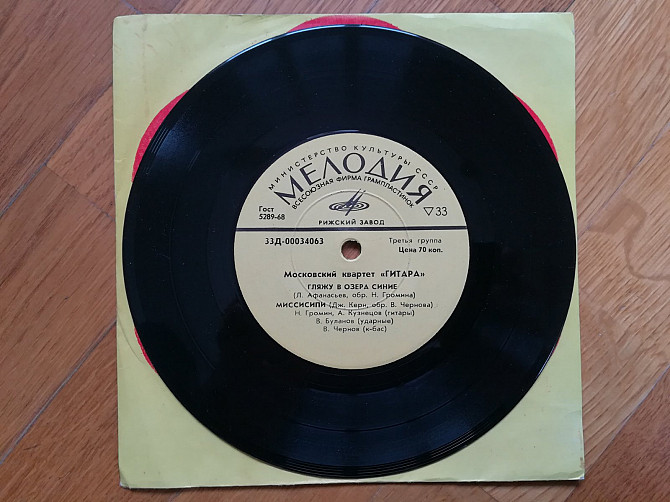 МИНИСТЕРСТВО КУЛЬТУРЫ СССР
МЕЛОДИЯ
ВСЕСОЮЗНАЯ ФИРМА ГРАМПЛАСТИНОК
Гост
5289-68
▽33
РИЖСКИЙ ЗАВОД
33Д-00034063
Третья группа
Цена 70 коп.
Московский квартет «ГИТАРА»
ГЛЯЖУ В ОЗЕРА СИНИЕ
(Л. Афанасьев, обр. Н. Громина)
МИССИСИПИ (Дж. Керн, обр. В. Чернова)
Н. Громин, А. Кузнецов (гитары)
В. Буланов (ударные)
В. Чернов (к-бас)